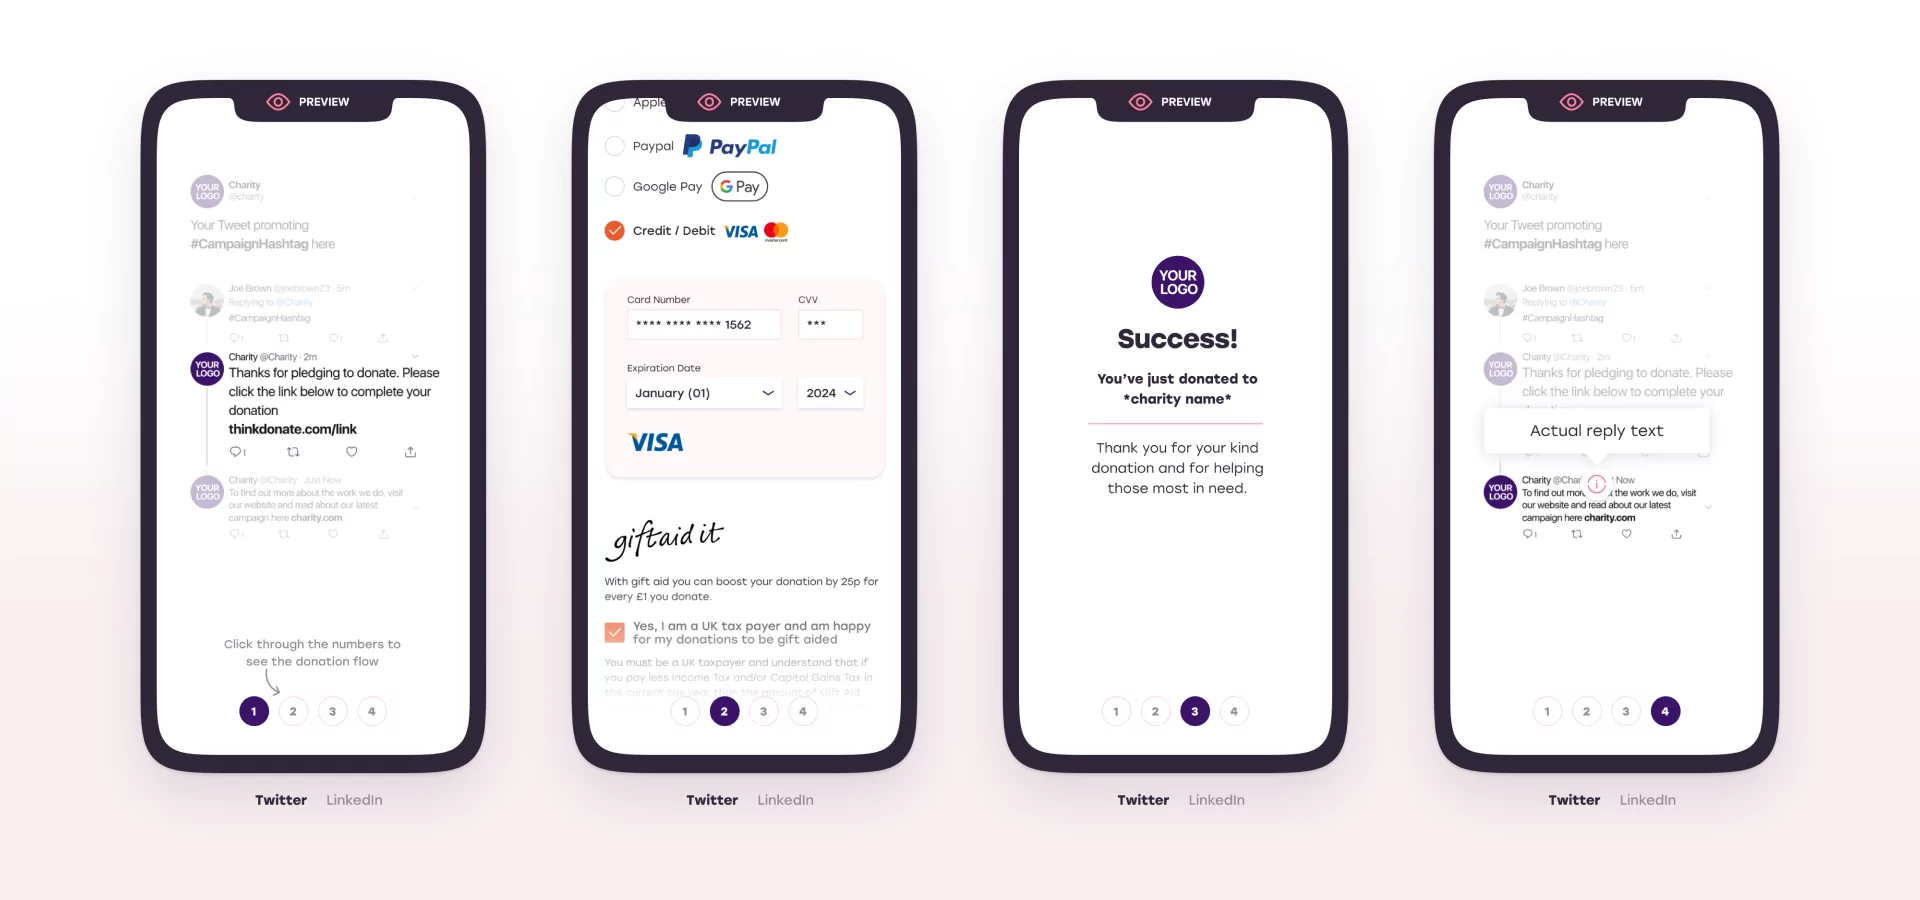 PREVIEW
YOUR LOGO
Charity
@charity
Your Tweet promoting
#CampaignHashtag here
Joe Brown @joebrown23 · 5m
Replying to @Charity
#CampaignHashtag
1
1
YOUR LOGO
Charity @Charity · 2m
Thanks for pledging to donate. Please
click the link below to complete your
donation
thinkdonate.com/link
1
YOUR LOGO
Charity @Charity · Just Now
To find out more about the work we do, visit
our website and read about our latest
campaign here charity.com
1
Click through the numbers to
see the donation flow
1 2 3 4
Twitter LinkedIn
PREVIEW
Apple
Paypal PayPal
Google Pay G Pay
Credit / Debit VISA mastercard
Card Number CVV
**** **** **** 1562 ***
Expiration Date
January (01) 2024
VISA
giftaid it
With gift aid you can boost your donation by 25p for
every £1 you donate.
Yes, I am a UK tax payer and am happy
for my donations to be gift aided
You must be a UK taxpayer and understand that if
you pay less Income Tax and/or Capital Gains Tax in
the current tax year than the amount of Gift Aid
1 2 3 4
Twitter LinkedIn
PREVIEW
YOUR LOGO
Success!
You've just donated to
*charity name*
Thank you for your kind
donation and for helping
those most in need.
1 2 3 4
Twitter LinkedIn
PREVIEW
YOUR LOGO
Charity
@charity
Your Tweet promoting
#CampaignHashtag here
Joe Brown @joebrown23 · 5m
Replying to @Charity
#CampaignHashtag
1
1
YOUR LOGO
Charity @Charity · 2m
Thanks for pledging to donate. Please
click the link below to complete your
Actual reply text
YOUR LOGO
Charity @Char Now
To find out mor the work we do, visit
our website and read about our latest
campaign here charity.com
1
1 2 3 4
Twitter LinkedIn